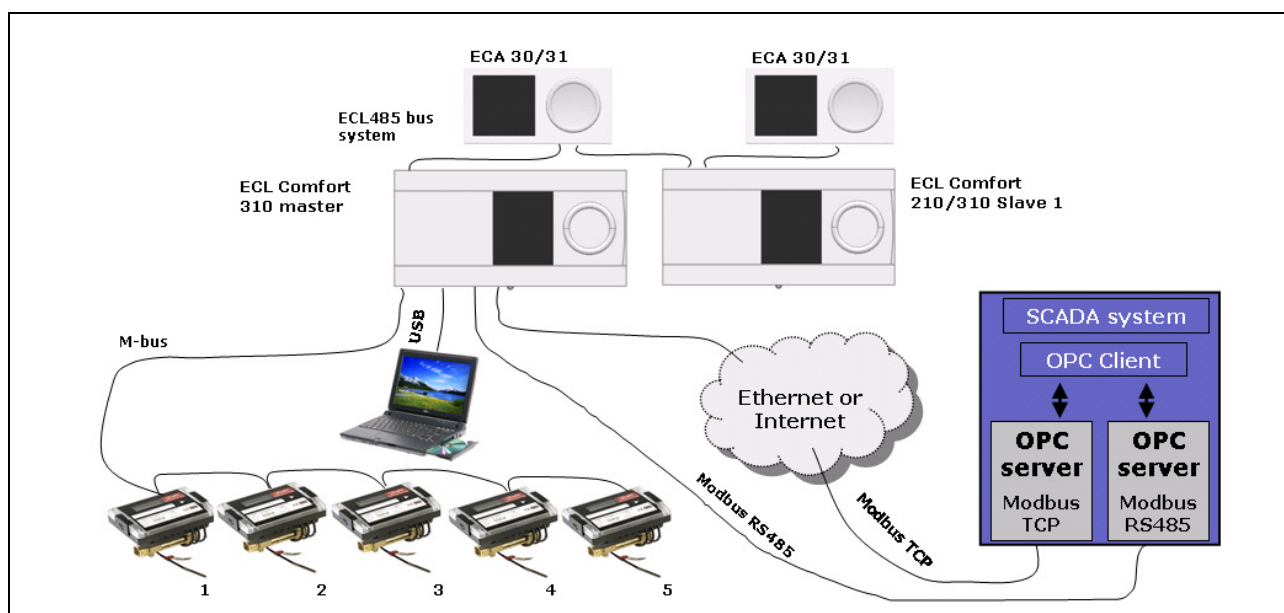 ECA 30/31
ECA 30/31
ECL485 bus
system
ECL Comfort
310 master
ECL Comfort
210/310 Slave 1
M-bus
USB
SCADA system
OPC Client
Ethernet or
Internet
OPC
server
Modbus
TCP
OPC
server
Modbus
RS485
Modbus RS485
Modbus TCP
1
2
3
4
5